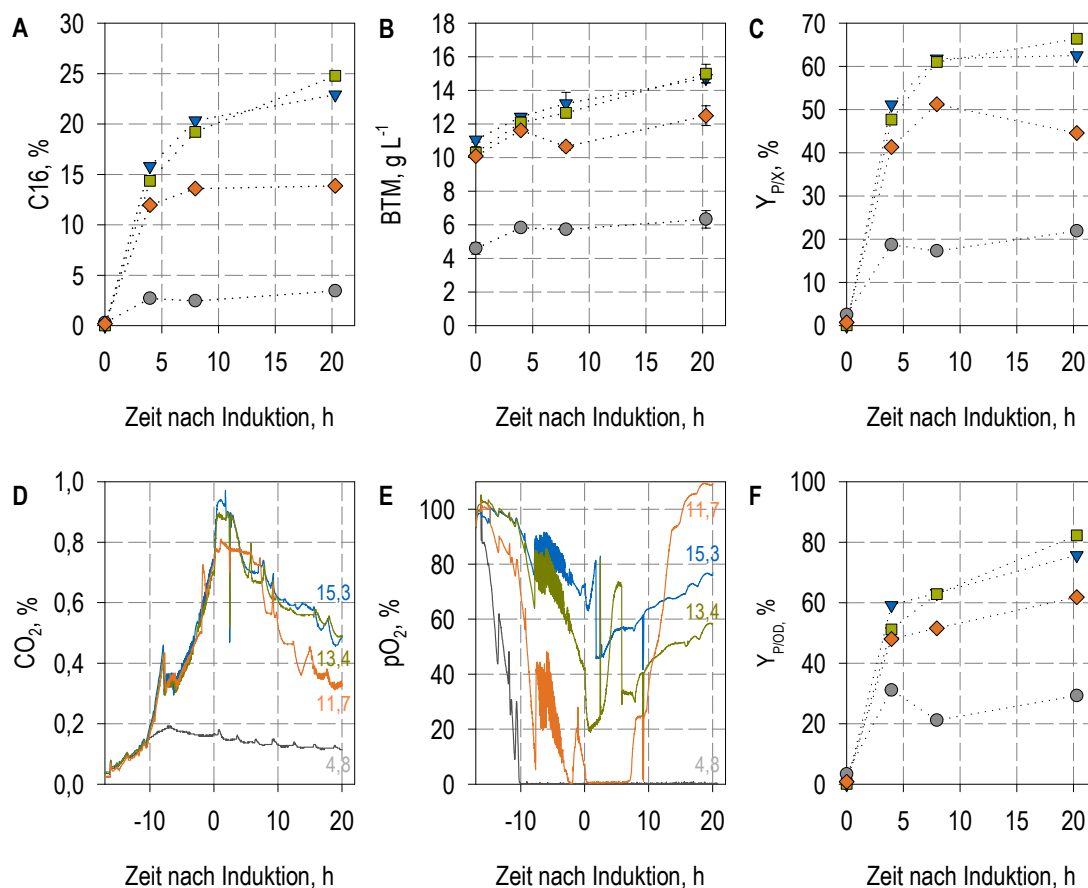 A
C16, %
30
25
20
15
10
5
0
0 5 10 15 20
Zeit nach Induktion, h
B
BTM, g L-1
18
16
14
12
10
8
6
4
2
0
0 5 10 15 20
Zeit nach Induktion, h
C
YP/X, %
70
60
50
40
30
20
10
0
0 5 10 15 20
Zeit nach Induktion, h
D
CO2, %
1,0
0,8
0,6
0,4
0,2
0,0
15,3
13,4
11,7
4,8
-10 0 10 20
Zeit nach Induktion, h
E
pO2, %
100
80
60
40
20
0
11,7
15,3
13,4
4,8
-10 0 10 20
Zeit nach Induktion, h
F
YP/OD, %
100
80
60
40
20
0
0 5 10 15 20
Zeit nach Induktion, h